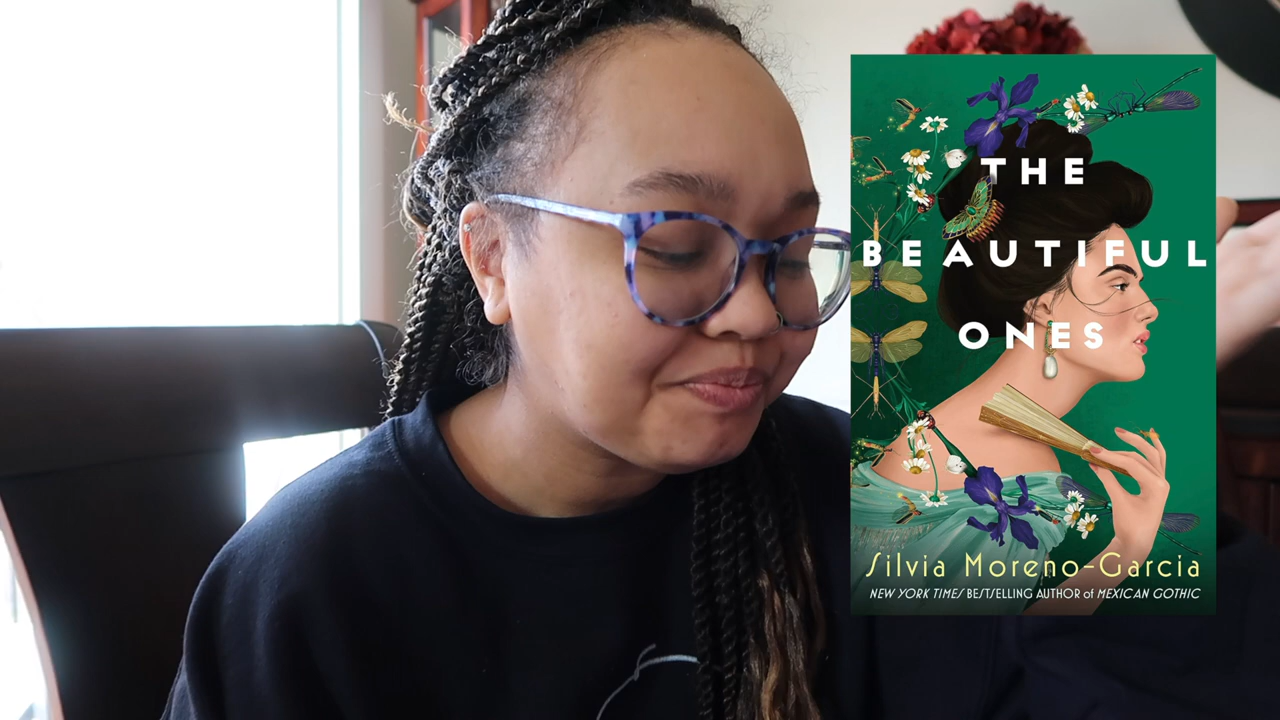 THE
BEAUTIFUL
ONES
Silvia Moreno-Garcia
NEW YORK TIMES BESTSELLING AUTHOR of MEXICAN GOTHIC